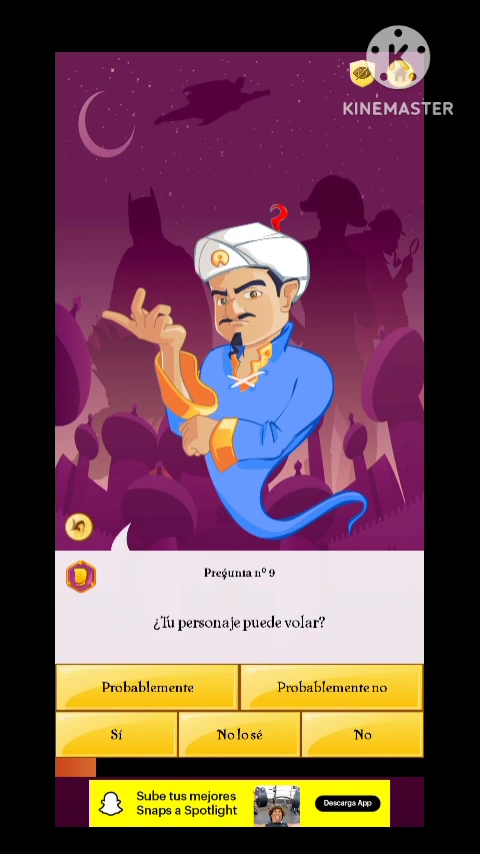 KINEMASTER
Pregunta nº 9
¿Tu personaje puede volar?
Probablemente
Probablemente no
Sí
No lo sé
No
Sube tus mejores
Snaps a Spotlight
Descarga App